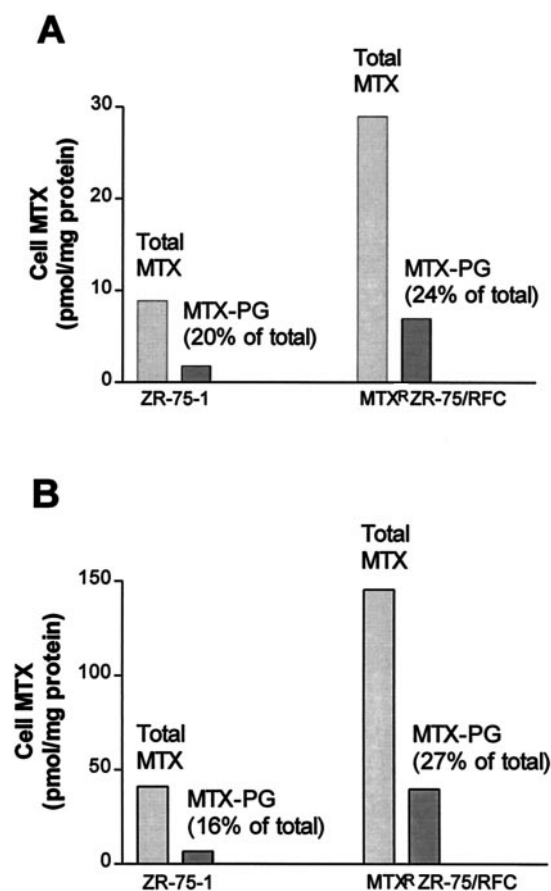 A
Cell MTX
(pmol/mg protein)
30
20
10
0
Total
MTX
MTX-PG
(20% of total)
Total
MTX
MTX-PG
(24% of total)
ZR-75-1
MTXᴿ ZR-75/RFC
B
Cell MTX
(pmol/mg protein)
150
100
50
0
Total
MTX
MTX-PG
(16% of total)
Total
MTX
MTX-PG
(27% of total)
ZR-75-1
MTXᴿ ZR-75/RFC